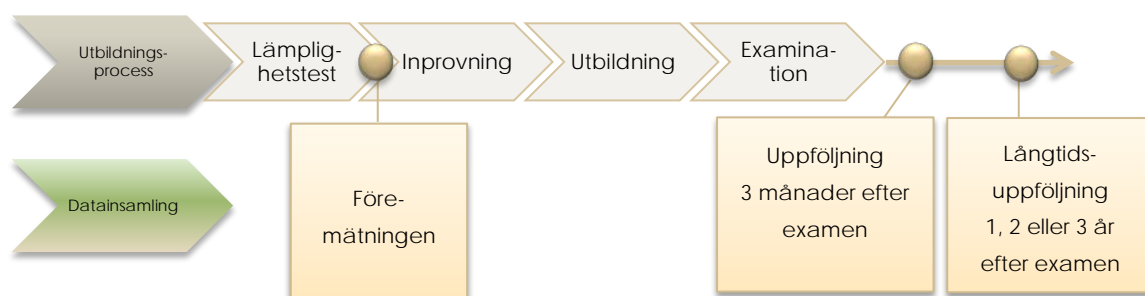 Utbildnings-
process
Lämplig-
hetstest
Inprovning
Utbildning
Examina-
tion
Datainsamling
Före-
mätningen
Uppföljning
3 månader efter
examen
Långtids-
uppföljning
1, 2 eller 3 år
efter examen